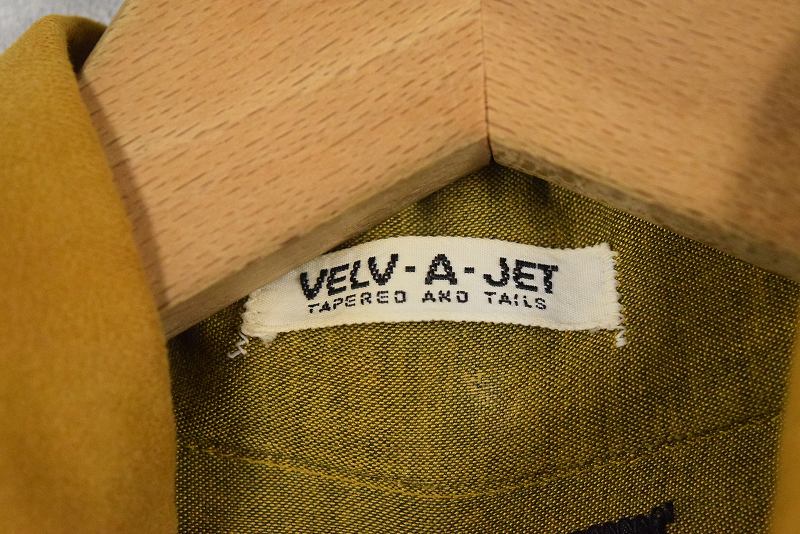 VELV-A-JET
TAPERED AND TAILS